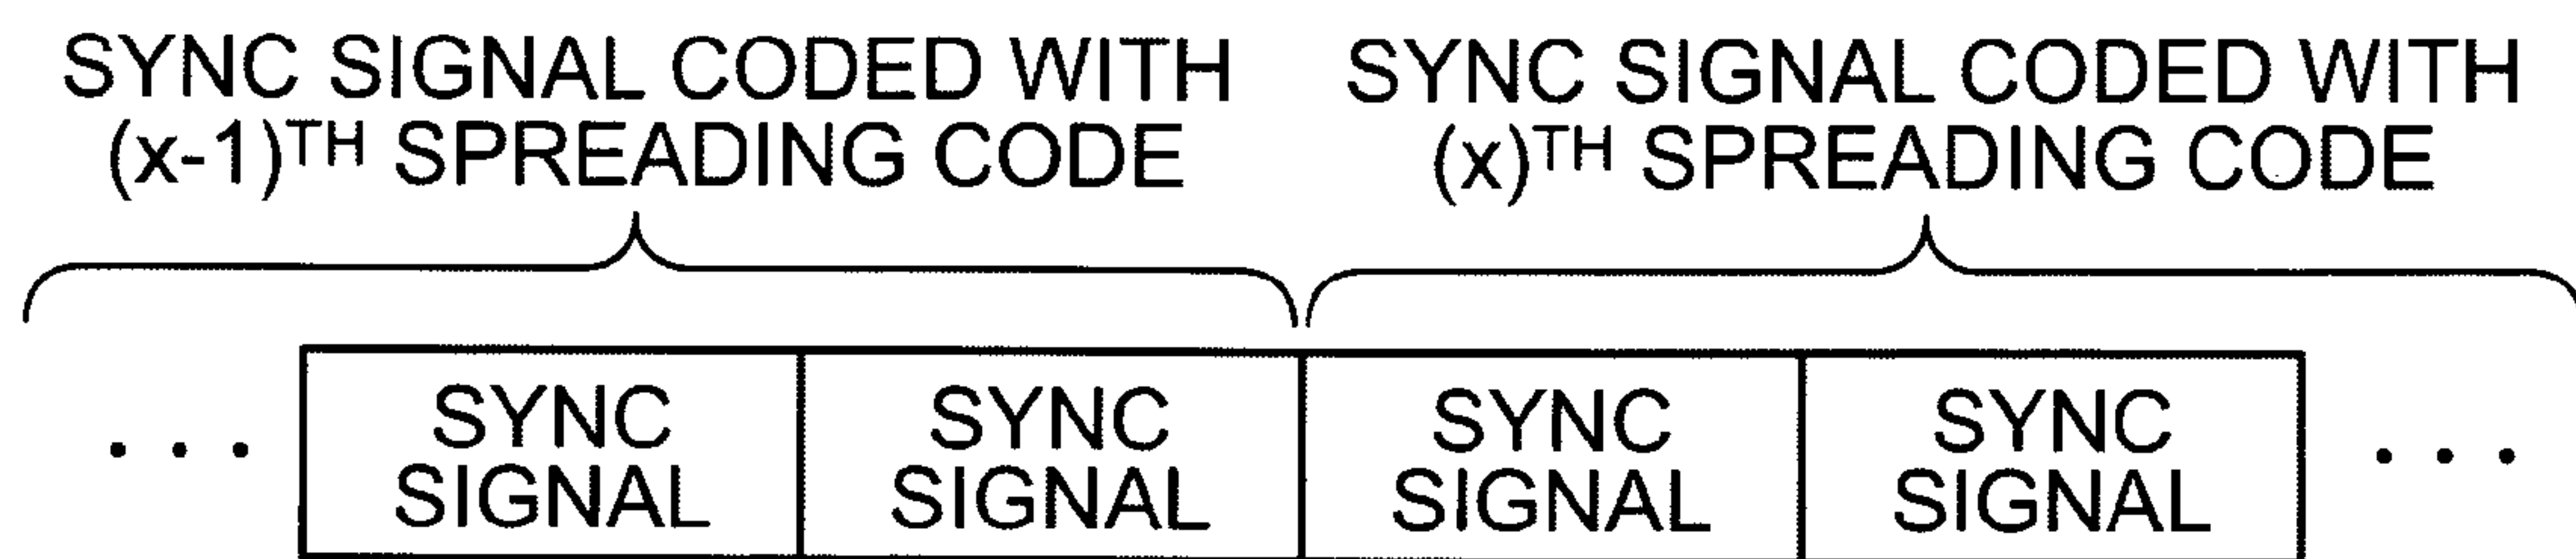 SYNC SIGNAL CODED WITH
(x-1)TH SPREADING CODE
SYNC SIGNAL CODED WITH
(x)TH SPREADING CODE
. . .
SYNC
SIGNAL
SYNC
SIGNAL
SYNC
SIGNAL
SYNC
SIGNAL
. . .